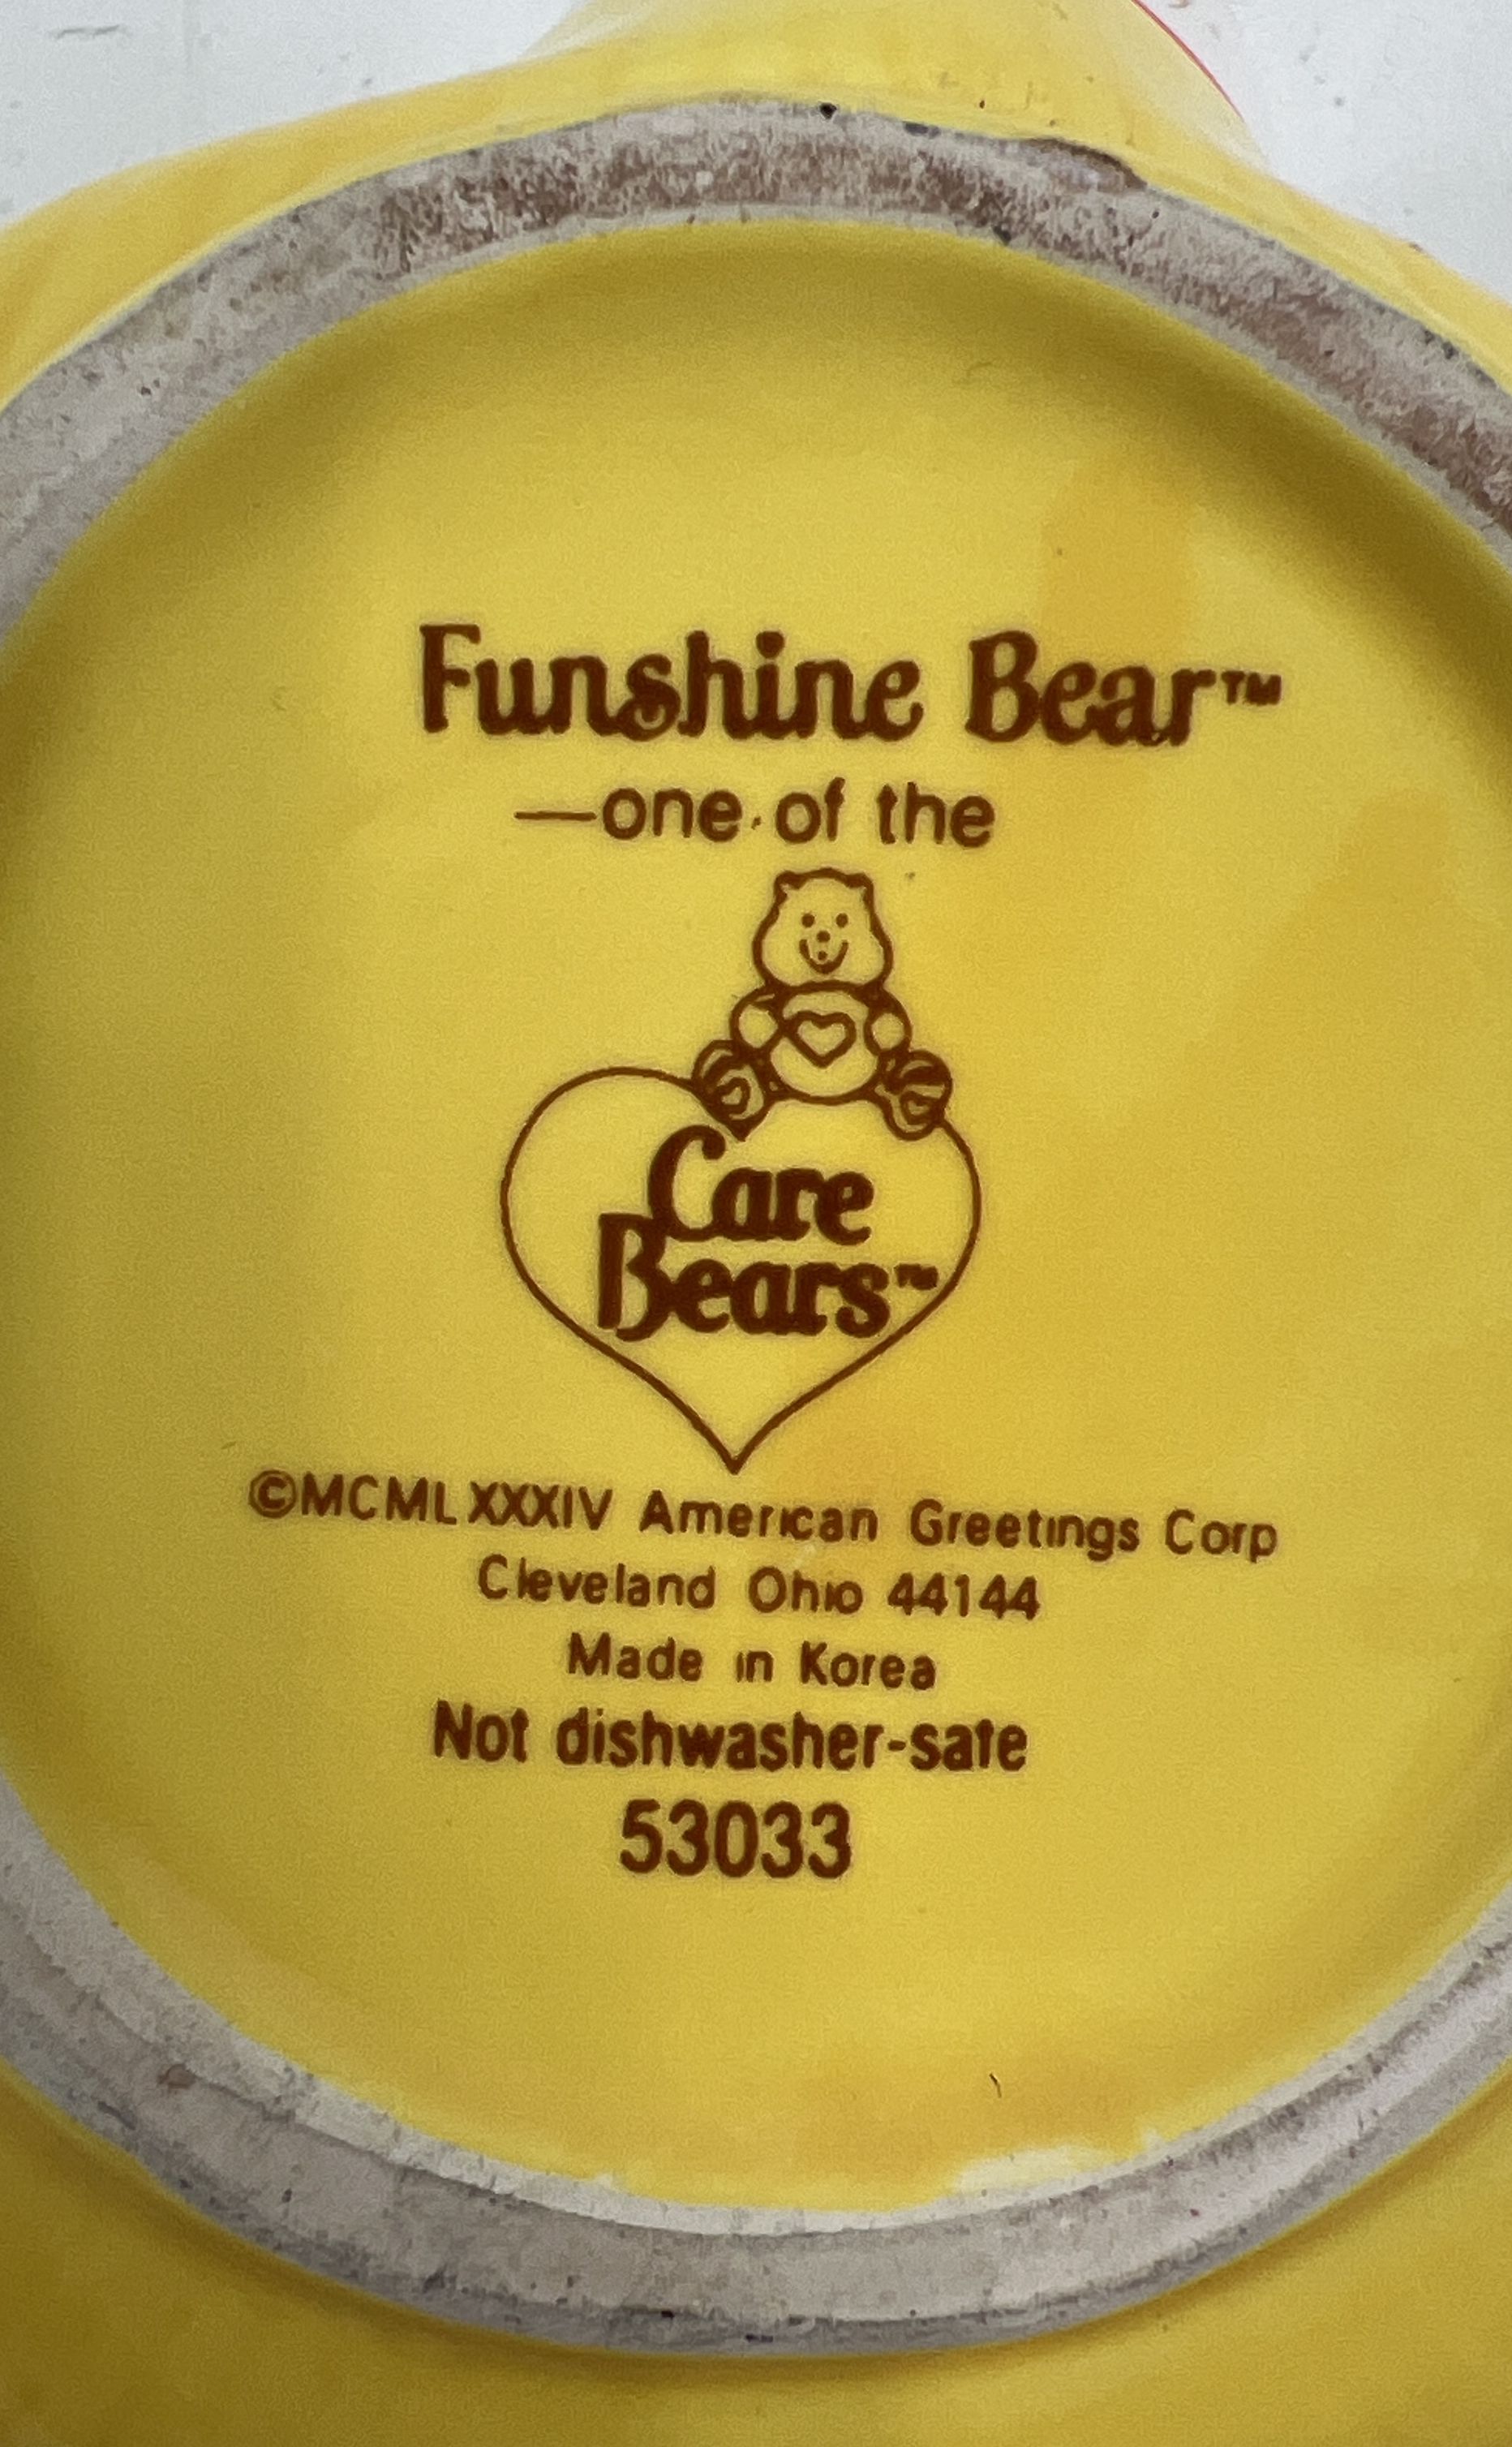 Funshine Bear™
—one of the
Care
Bears™
©MCMLXXXIV American Greetings Corp
Cleveland Ohio 44144
Made in Korea
Not dishwasher-safe
53033